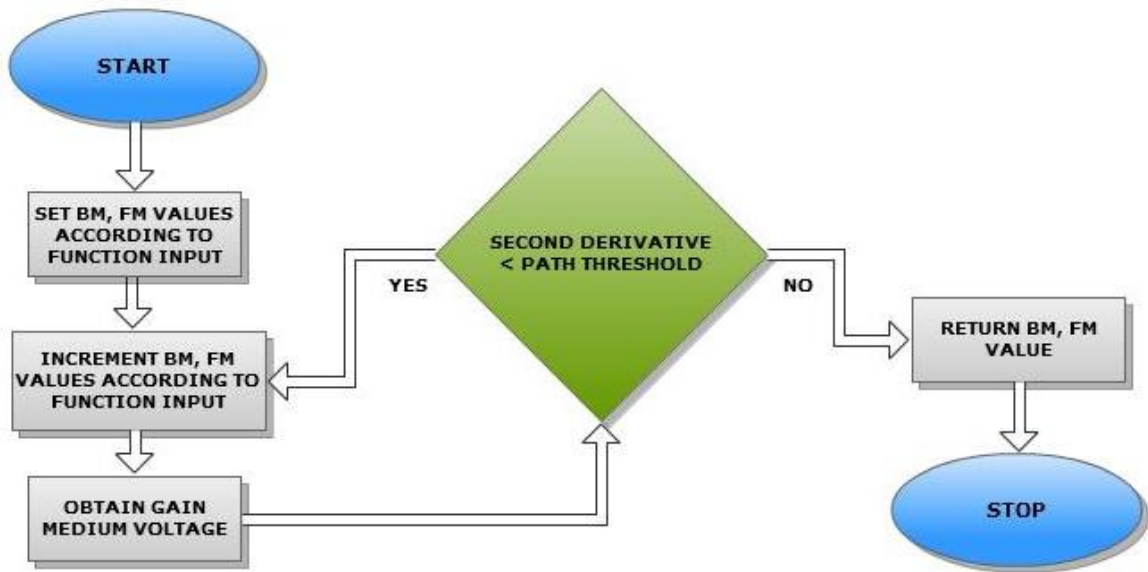 START
SET BM, FM VALUES
ACCORDING TO
FUNCTION INPUT
INCREMENT BM, FM
VALUES ACCORDING TO
FUNCTION INPUT
OBTAIN GAIN
MEDIUM VOLTAGE
SECOND DERIVATIVE
< PATH THRESHOLD
YES
NO
RETURN BM, FM
VALUE
STOP